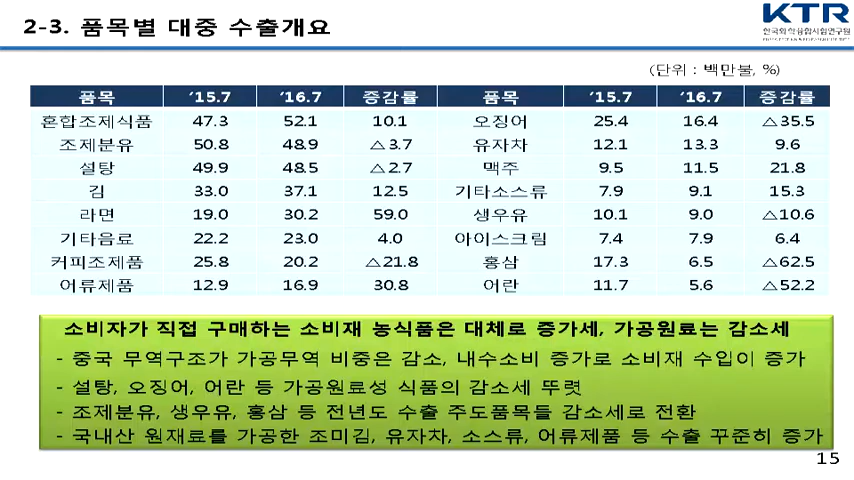 2-3. 품목별 대중 수출개요
KTR
한국화학융합시험연구원
(단위 : 백만불, %)
품목 ´15.7 ´16.7 증감률 품목 ´15.7 ´16.7 증감률
혼합조제식품 47.3 52.1 10.1 오징어 25.4 16.4 △35.5
조제분유 50.8 48.9 △3.7 유자차 12.1 13.3 9.6
설탕 49.9 48.5 △2.7 맥주 9.5 11.5 21.8
김 33.0 37.1 12.5 기타소스류 7.9 9.1 15.3
라면 19.0 30.2 59.0 생우유 10.1 9.0 △10.6
기타음료 22.2 23.0 4.0 아이스크림 7.4 7.9 6.4
커피조제품 25.8 20.2 △21.8 홍삼 17.3 6.5 △62.5
어류제품 12.9 16.9 30.8 어란 11.7 5.6 △52.2
소비자가 직접 구매하는 소비재 농식품은 대체로 증가세, 가공원료는 감소세
- 중국 무역구조가 가공무역 비중은 감소, 내수소비 증가로 소비재 수입이 증가
- 설탕, 오징어, 어란 등 가공원료성 식품의 감소세 뚜렷
- 조제분유, 생우유, 홍삼 등 전년도 수출 주도품목들 감소세로 전환
- 국내산 원재료를 가공한 조미김, 유자차, 소스류, 어류제품 등 수출 꾸준히 증가
15